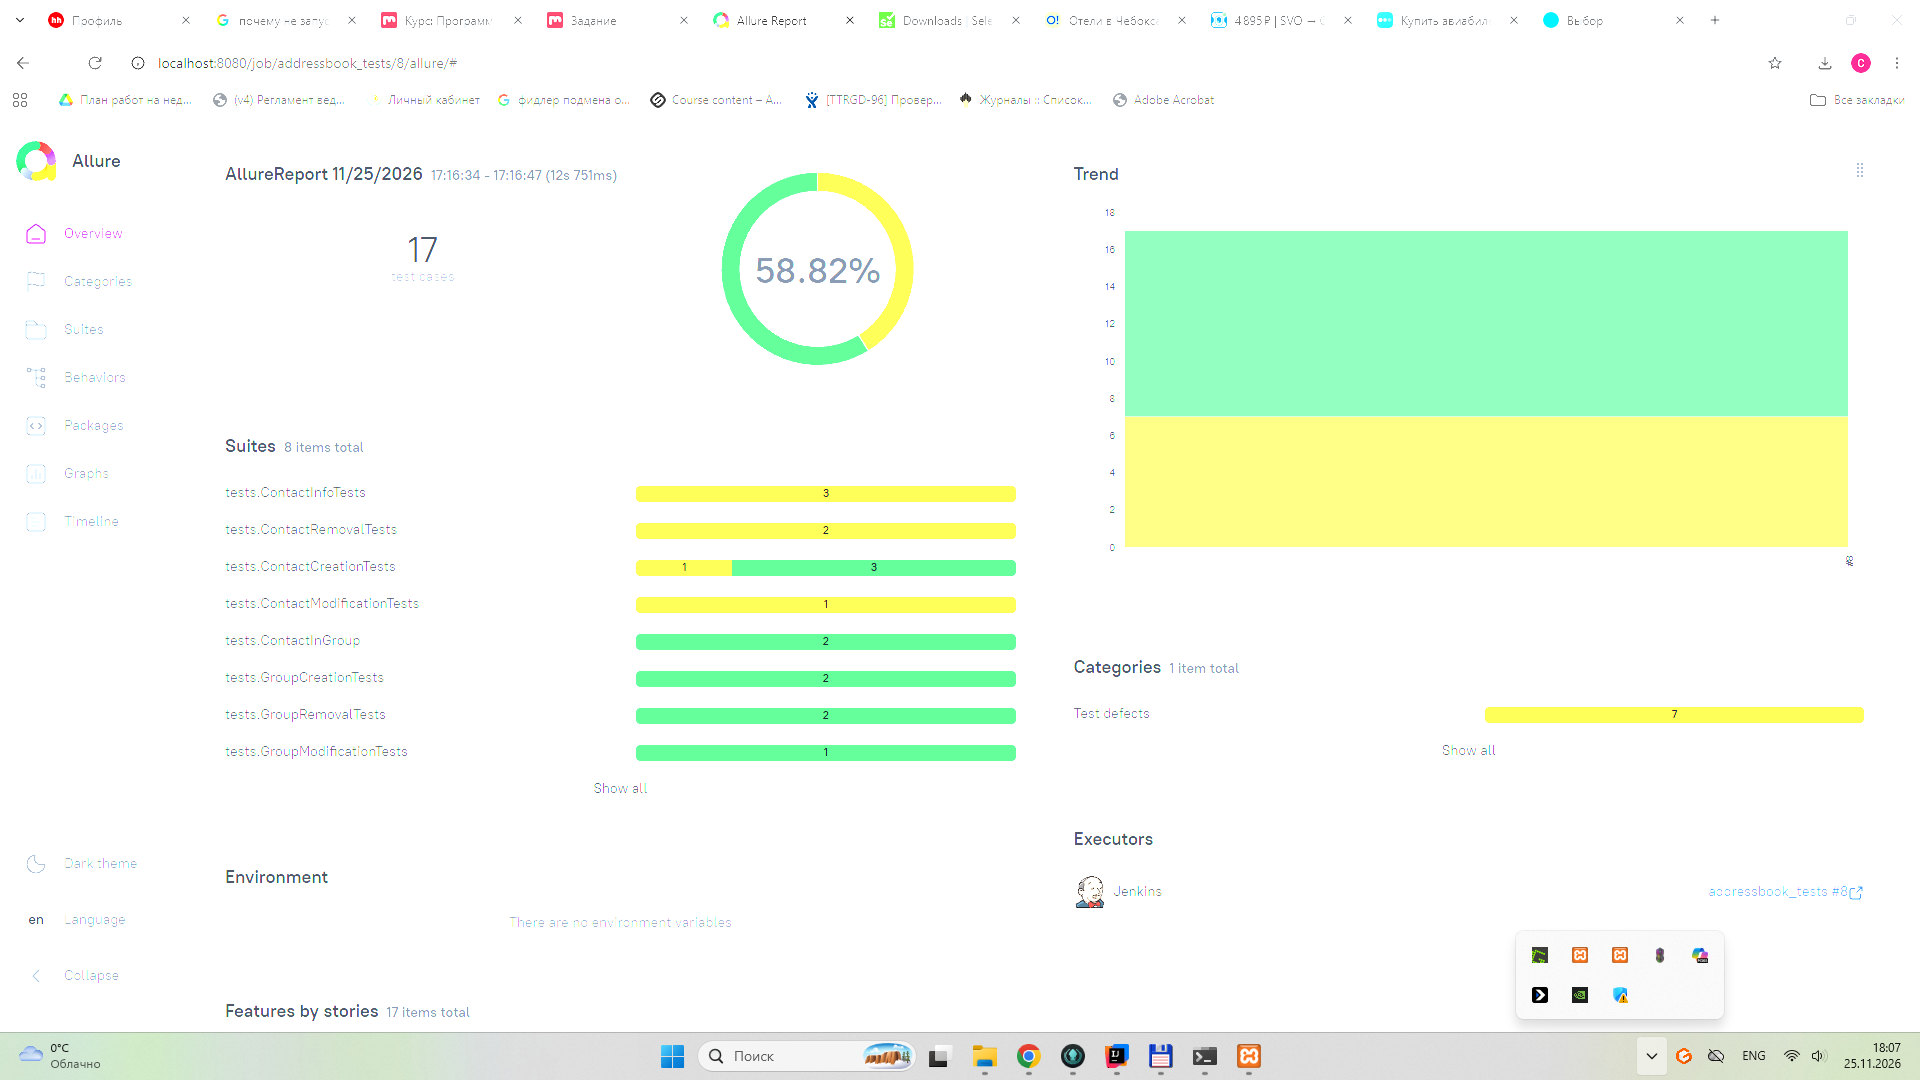 Профиль
почему не запус
Курс: Программ
Задание
Allure Report
Downloads | Sele
O! Отели в Чебокс
4 895 ₽ | SVO → С
Купить авиабил
Выбор
localhost:8080/job/addressbook_tests/8/allure/#
С
План работ на нед...
(v4) Регламент вед...
Личный кабинет
фидлер подмена о...
Course content – A...
[TTRGD-96] Провер...
Журналы :: Список...
Adobe Acrobat
Все закладки
Allure
Overview
Categories
Suites
Behaviors
Packages
Graphs
Timeline
Dark theme
en Language
Collapse
AllureReport 11/25/2026 17:16:34 - 17:16:47 (12s 751ms)
17
test cases
58.82%
Suites 8 items total
tests.ContactInfoTests 3
tests.ContactRemovalTests 2
tests.ContactCreationTests 1 3
tests.ContactModificationTests 1
tests.ContactInGroup 2
tests.GroupCreationTests 2
tests.GroupRemovalTests 2
tests.GroupModificationTests 1
Show all
Environment
There are no environment variables
Features by stories 17 items total
Trend
18
16
14
12
10
8
6
4
2
0
#8
Categories 1 item total
Test defects 7
Show all
Executors
Jenkins addressbook_tests #8
0°C
Облачно
Поиск
ENG
18:07
25.11.2026